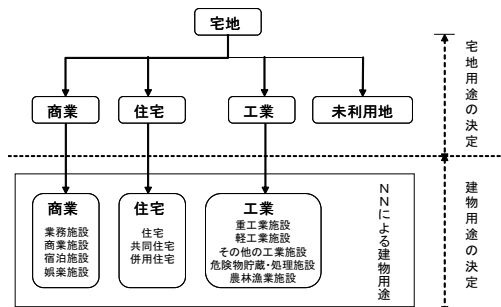 宅地
商業
住宅
工業
未利用地
宅地用途の決定
商業
業務施設
商業施設
宿泊施設
娯楽施設
住宅
住宅
共同住宅
併用住宅
工業
重工業施設
軽工業施設
その他の工業施設
危険物貯蔵・処理施設
農林漁業施設
NNによる建物用途
建物用途の決定